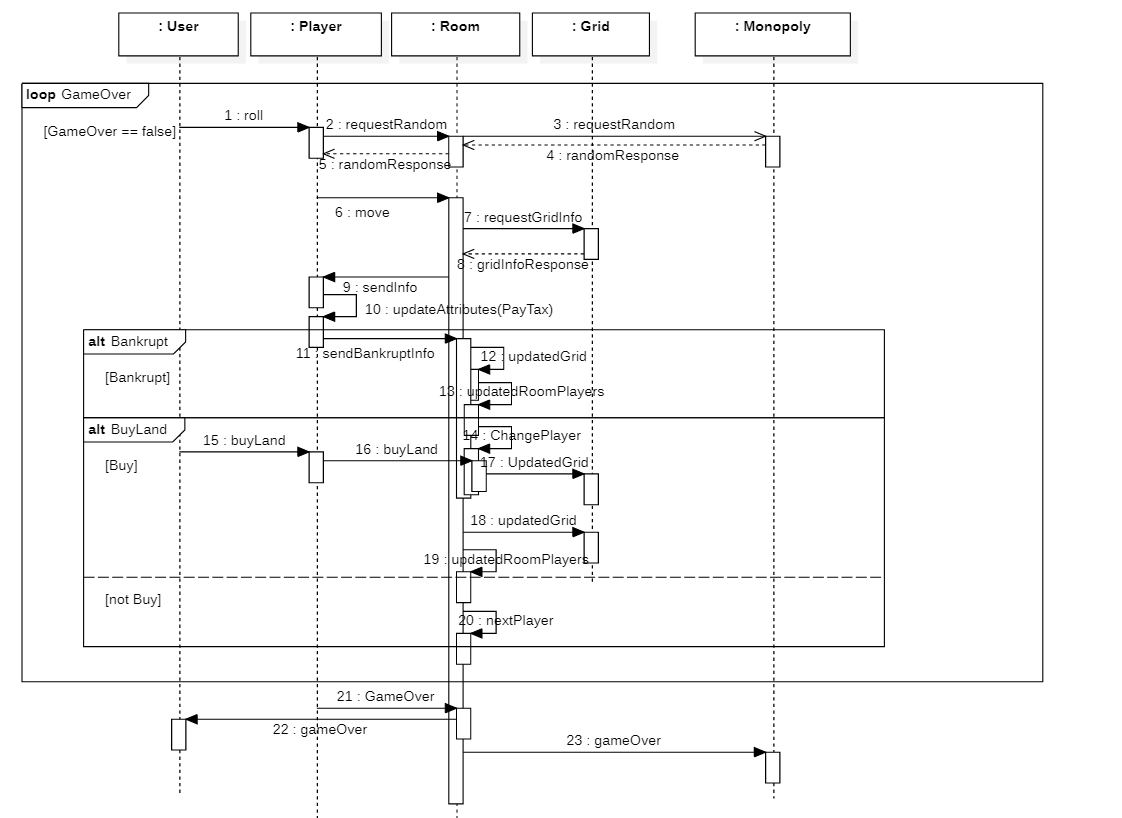 : User
: Player
: Room
: Grid
: Monopoly
loop GameOver
[GameOver == false]
1 : roll
2 : requestRandom
3 : requestRandom
4 : randomResponse
5 : randomResponse
6 : move
7 : requestGridInfo
8 : gridInfoResponse
9 : sendInfo
10 : updateAttributes(PayTax)
alt Bankrupt
11 : sendBankruptInfo
12 : updatedGrid
[Bankrupt]
13 : updatedRoomPlayers
alt BuyLand
14 : ChangePlayer
15 : buyLand
16 : buyLand
[Buy]
17 : UpdatedGrid
18 : updatedGrid
19 : updatedRoomPlayers
[not Buy]
20 : nextPlayer
21 : GameOver
22 : gameOver
23 : gameOver